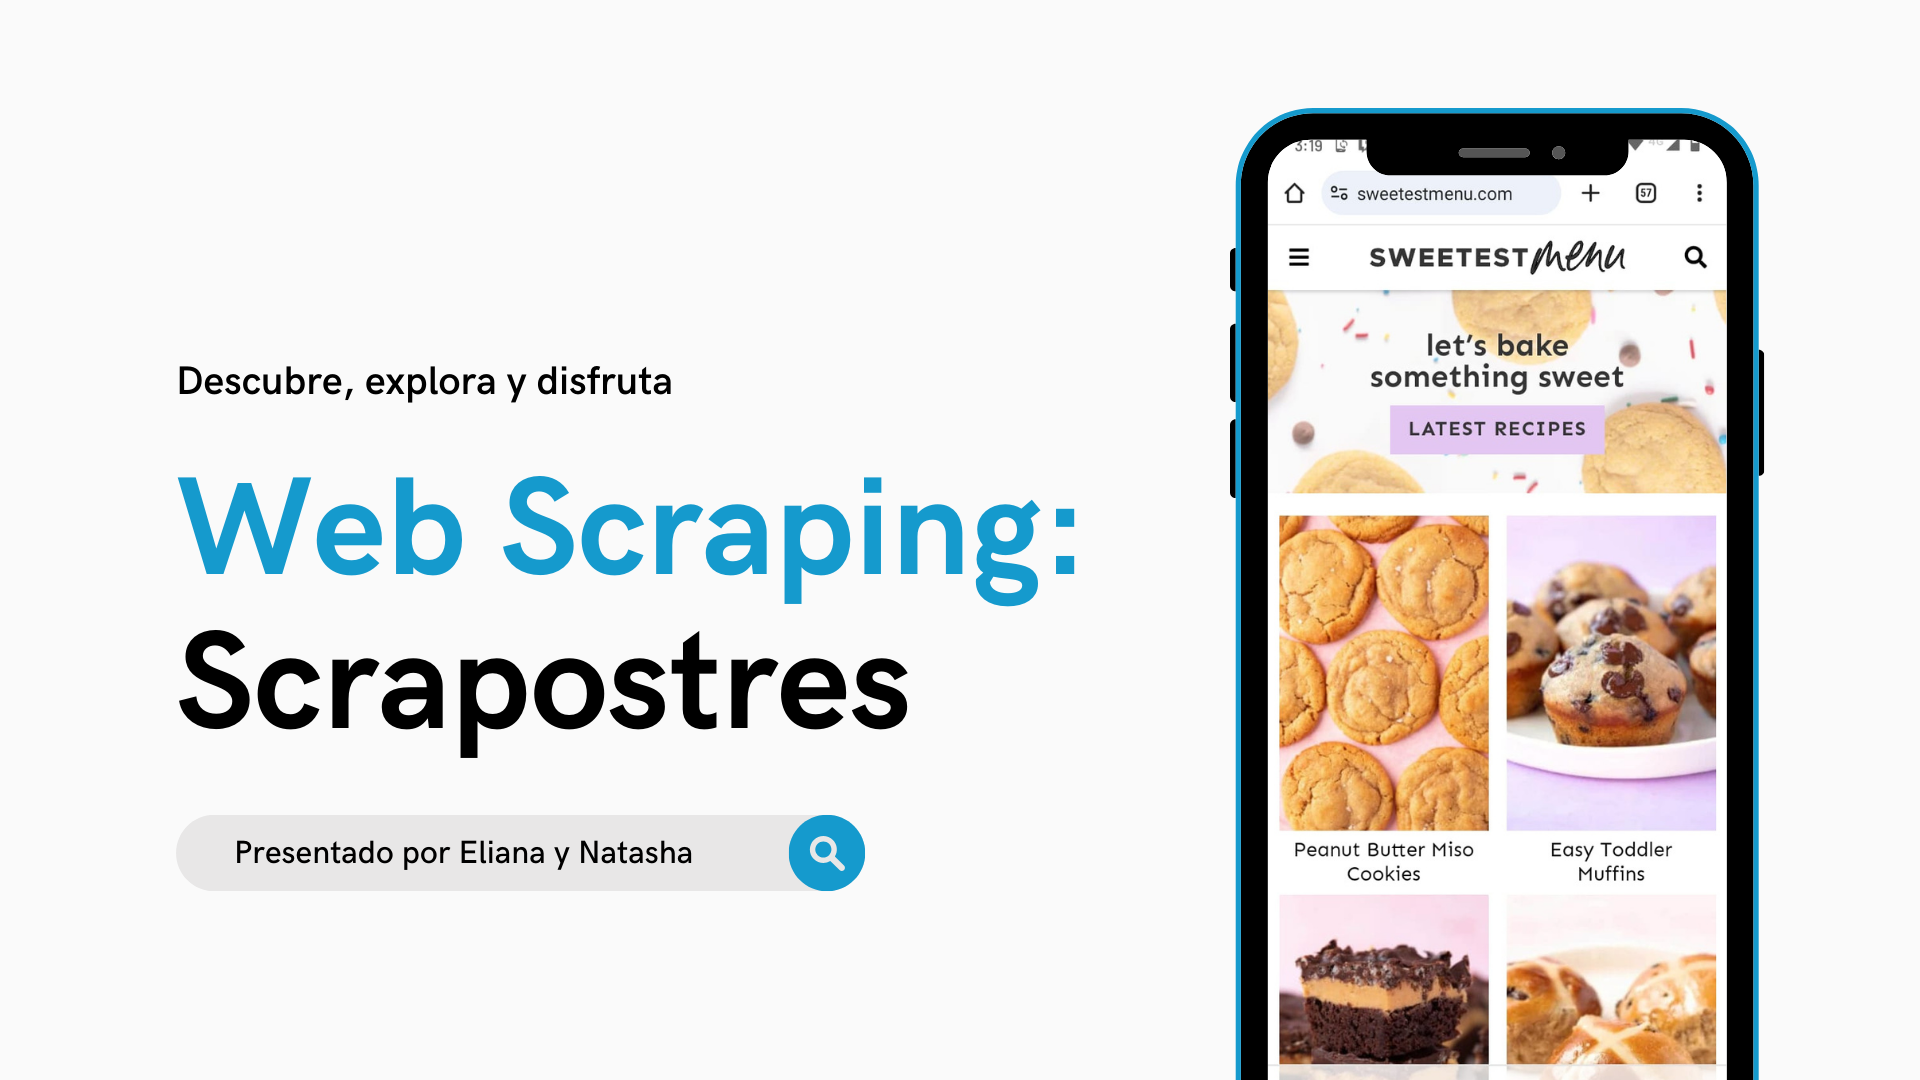 Descubre, explora y disfruta
Web Scraping:
Scrapostres
Presentado por Eliana y Natasha
3:19
4G
sweetestmenu.com
57
SWEETEST menu
let's bake
something sweet
LATEST RECIPES
Peanut Butter Miso
Cookies
Easy Toddler
Muffins